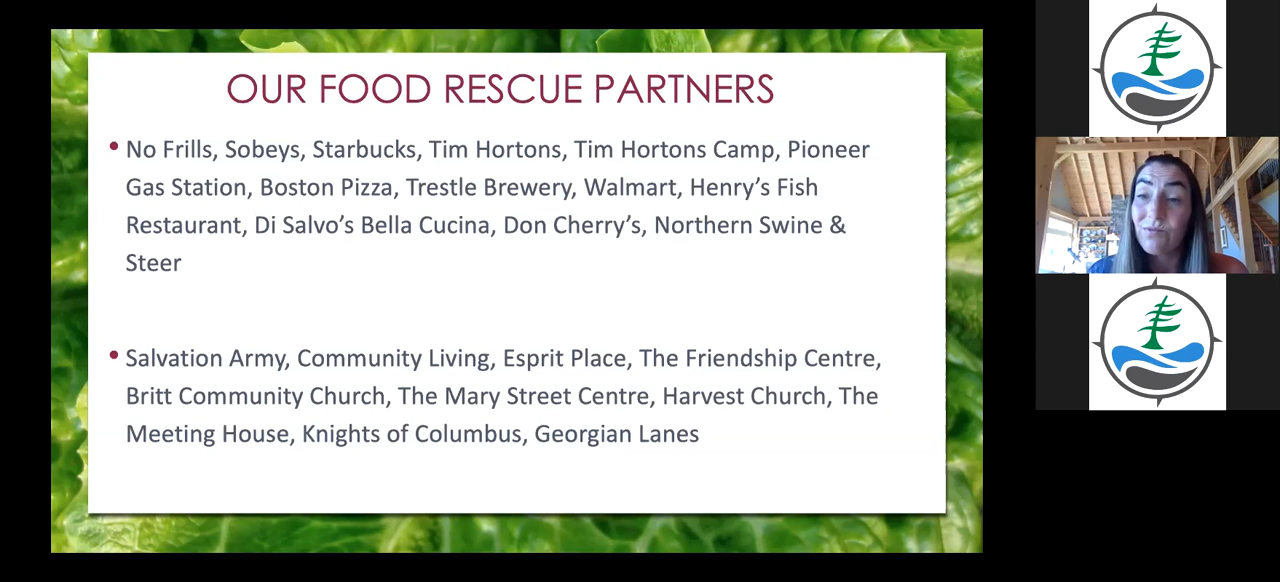 OUR FOOD RESCUE PARTNERS
• No Frills, Sobeys, Starbucks, Tim Hortons, Tim Hortons Camp, Pioneer
Gas Station, Boston Pizza, Trestle Brewery, Walmart, Henry’s Fish
Restaurant, Di Salvo’s Bella Cucina, Don Cherry’s, Northern Swine &
Steer
• Salvation Army, Community Living, Esprit Place, The Friendship Centre,
Britt Community Church, The Mary Street Centre, Harvest Church, The
Meeting House, Knights of Columbus, Georgian Lanes